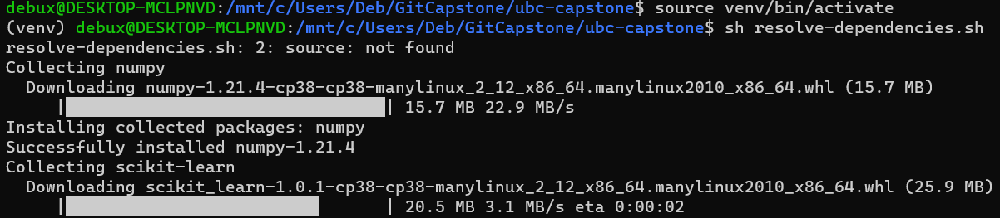 debux@DESKTOP-MCLPNVD:/mnt/c/Users/Deb/GitCapstone/ubc-capstone$ source venv/bin/activate
(venv) debux@DESKTOP-MCLPNVD:/mnt/c/Users/Deb/GitCapstone/ubc-capstone$ sh resolve-dependencies.sh
resolve-dependencies.sh: 2: source: not found
Collecting numpy
  Downloading numpy-1.21.4-cp38-cp38-manylinux_2_12_x86_64.manylinux2010_x86_64.whl (15.7 MB)
     |████████████████████████████████| 15.7 MB 22.9 MB/s
Installing collected packages: numpy
Successfully installed numpy-1.21.4
Collecting scikit-learn
  Downloading scikit_learn-1.0.1-cp38-cp38-manylinux_2_12_x86_64.manylinux2010_x86_64.whl (25.9 MB)
     |█████████████████████████       | 20.5 MB 3.1 MB/s eta 0:00:02